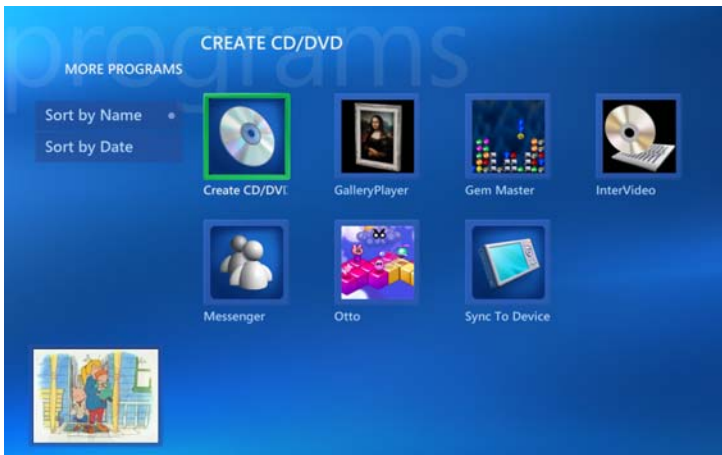 programs
CREATE CD/DVD
MORE PROGRAMS
Sort by Name
Sort by Date
Create CD/DVD
GalleryPlayer
Gem Master
InterVideo
Messenger
Otto
Sync To Device